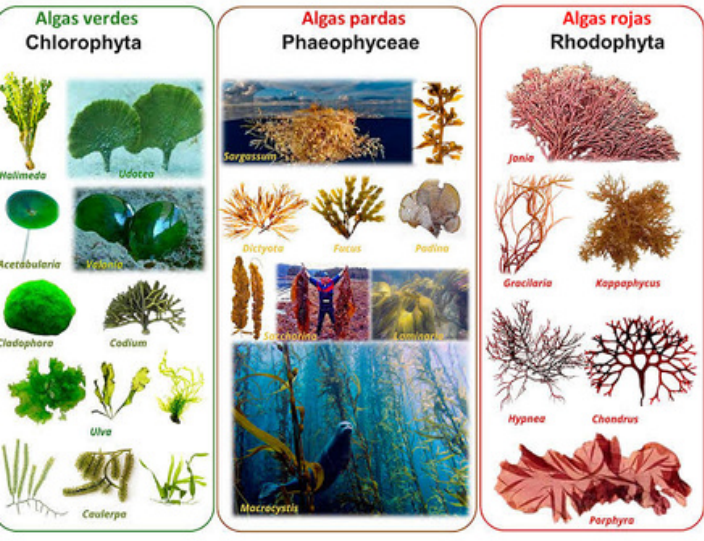 Algas verdes
Chlorophyta
Halimeda
Udotea
Acetabularia
Valonia
Cladophora
Codium
Ulva
Caulerpa
Algas pardas
Phaeophyceae
Sargassum
Dictyota
Fucus
Padina
Saccharina
Laminaria
Macrocystis
Algas rojas
Rhodophyta
Jania
Gracilaria
Kappaphycus
Hypnea
Chondrus
Porphyra